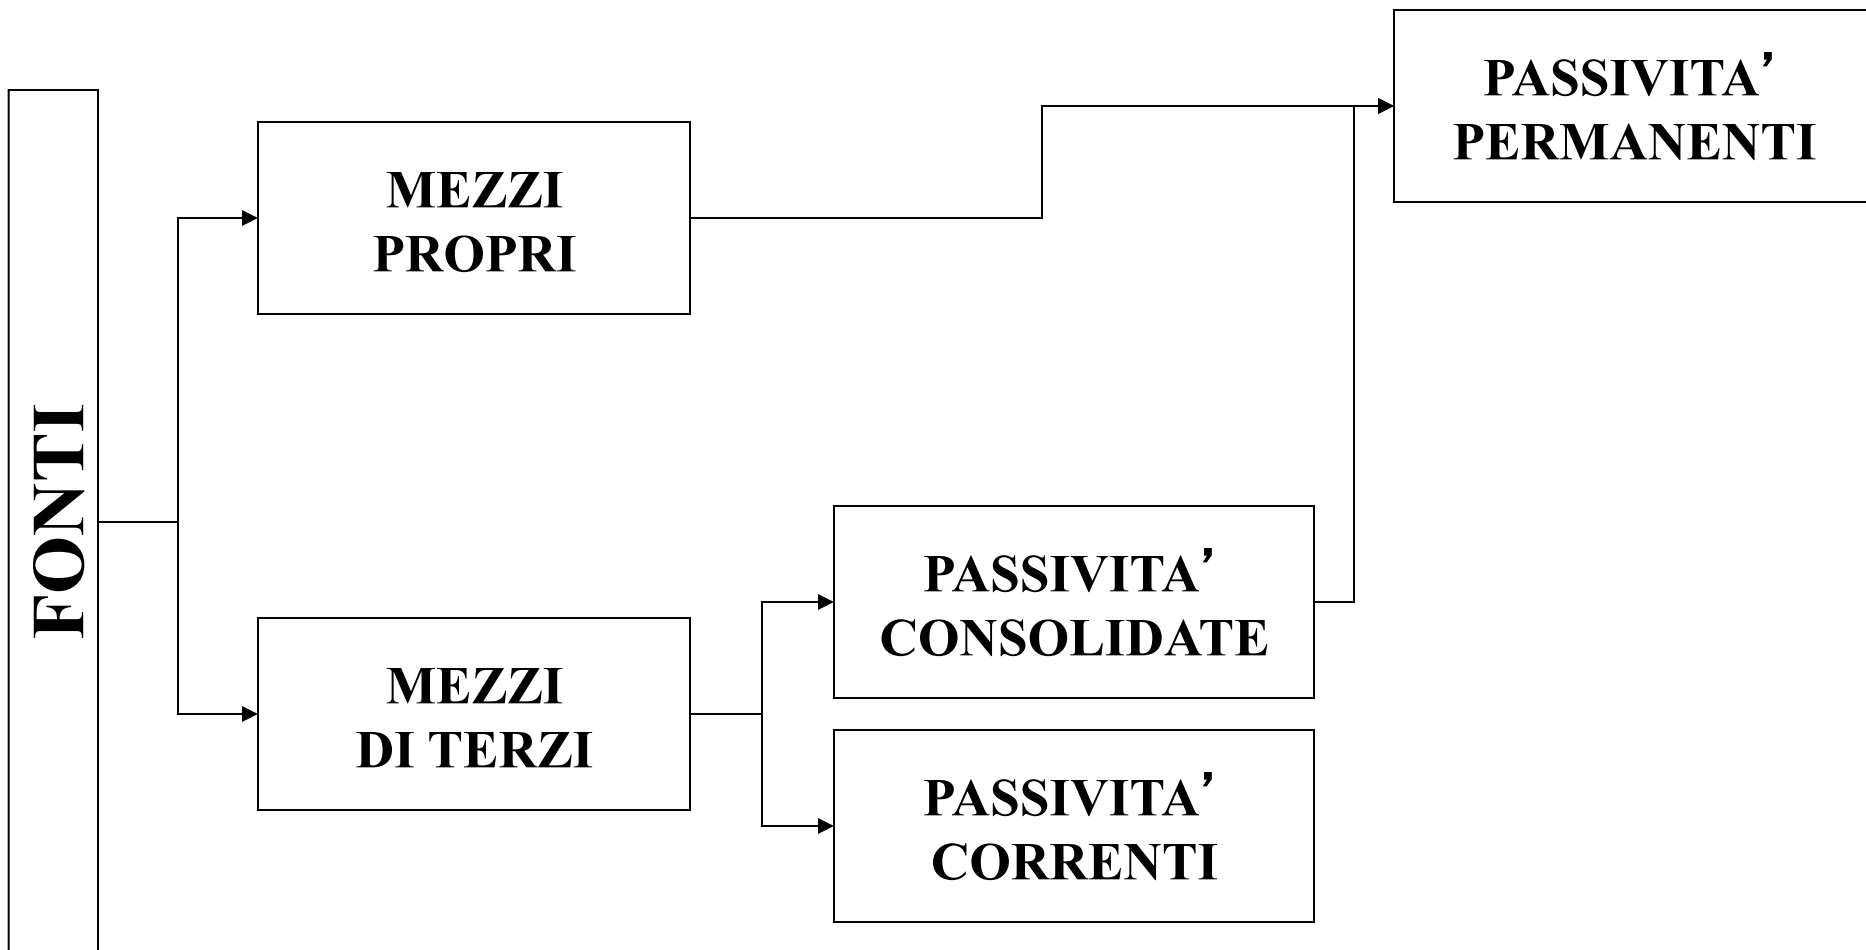 FONTI
MEZZI
PROPRI
MEZZI
DI TERZI
PASSIVITA’
CONSOLIDATE
PASSIVITA’
CORRENTI
PASSIVITA’
PERMANENTI